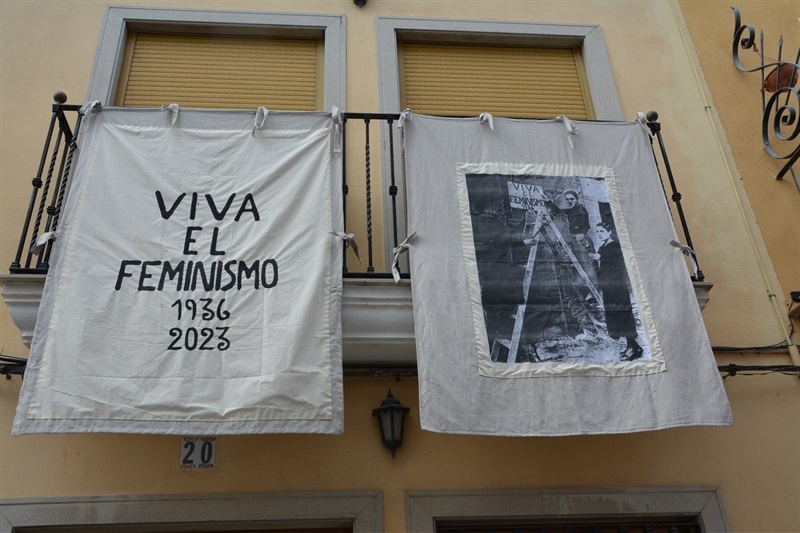 VIVA
EL
FEMINISMO
1936
2023
VIVA
EL
FEMINISMO
20